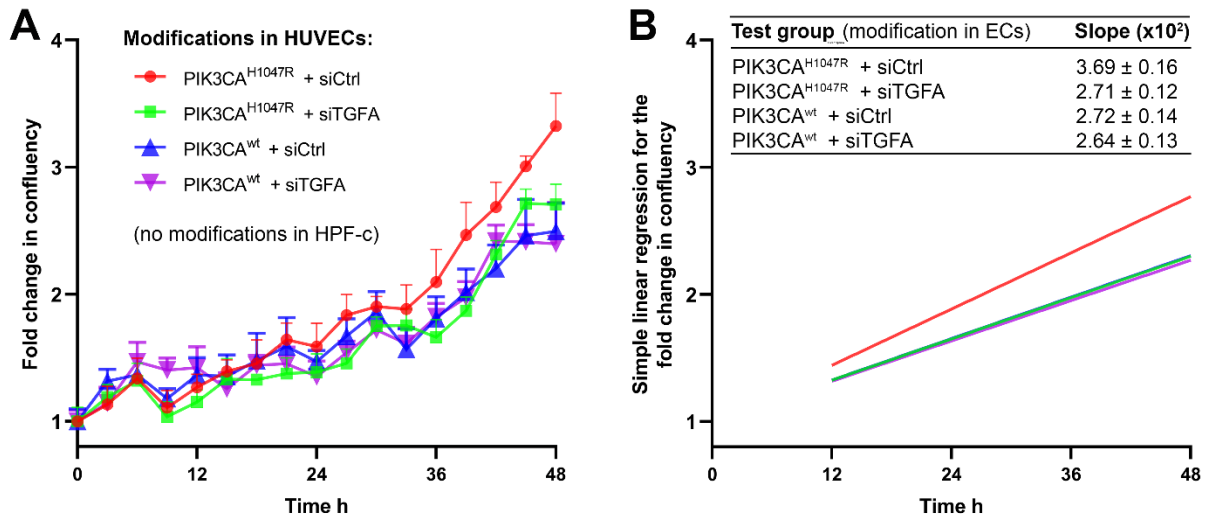 A
Modifications in HUVECs:
PIK3CAᴴ¹⁰⁴⁷ᴿ + siCtrl
PIK3CAᴴ¹⁰⁴⁷ᴿ + siTGFA
PIK3CAʷᵗ + siCtrl
PIK3CAʷᵗ + siTGFA
(no modifications in HPF-c)
Fold change in confluency
4
3
2
1
0
12
24
36
48
Time h
B
Test group (modification in ECs) Slope (x10²)
PIK3CAᴴ¹⁰⁴⁷ᴿ + siCtrl 3.69 ± 0.16
PIK3CAᴴ¹⁰⁴⁷ᴿ + siTGFA 2.71 ± 0.12
PIK3CAʷᵗ + siCtrl 2.72 ± 0.14
PIK3CAʷᵗ + siTGFA 2.64 ± 0.13
Simple linear regression for the
fold change in confluency
4
3
2
1
0
12
24
36
48
Time h